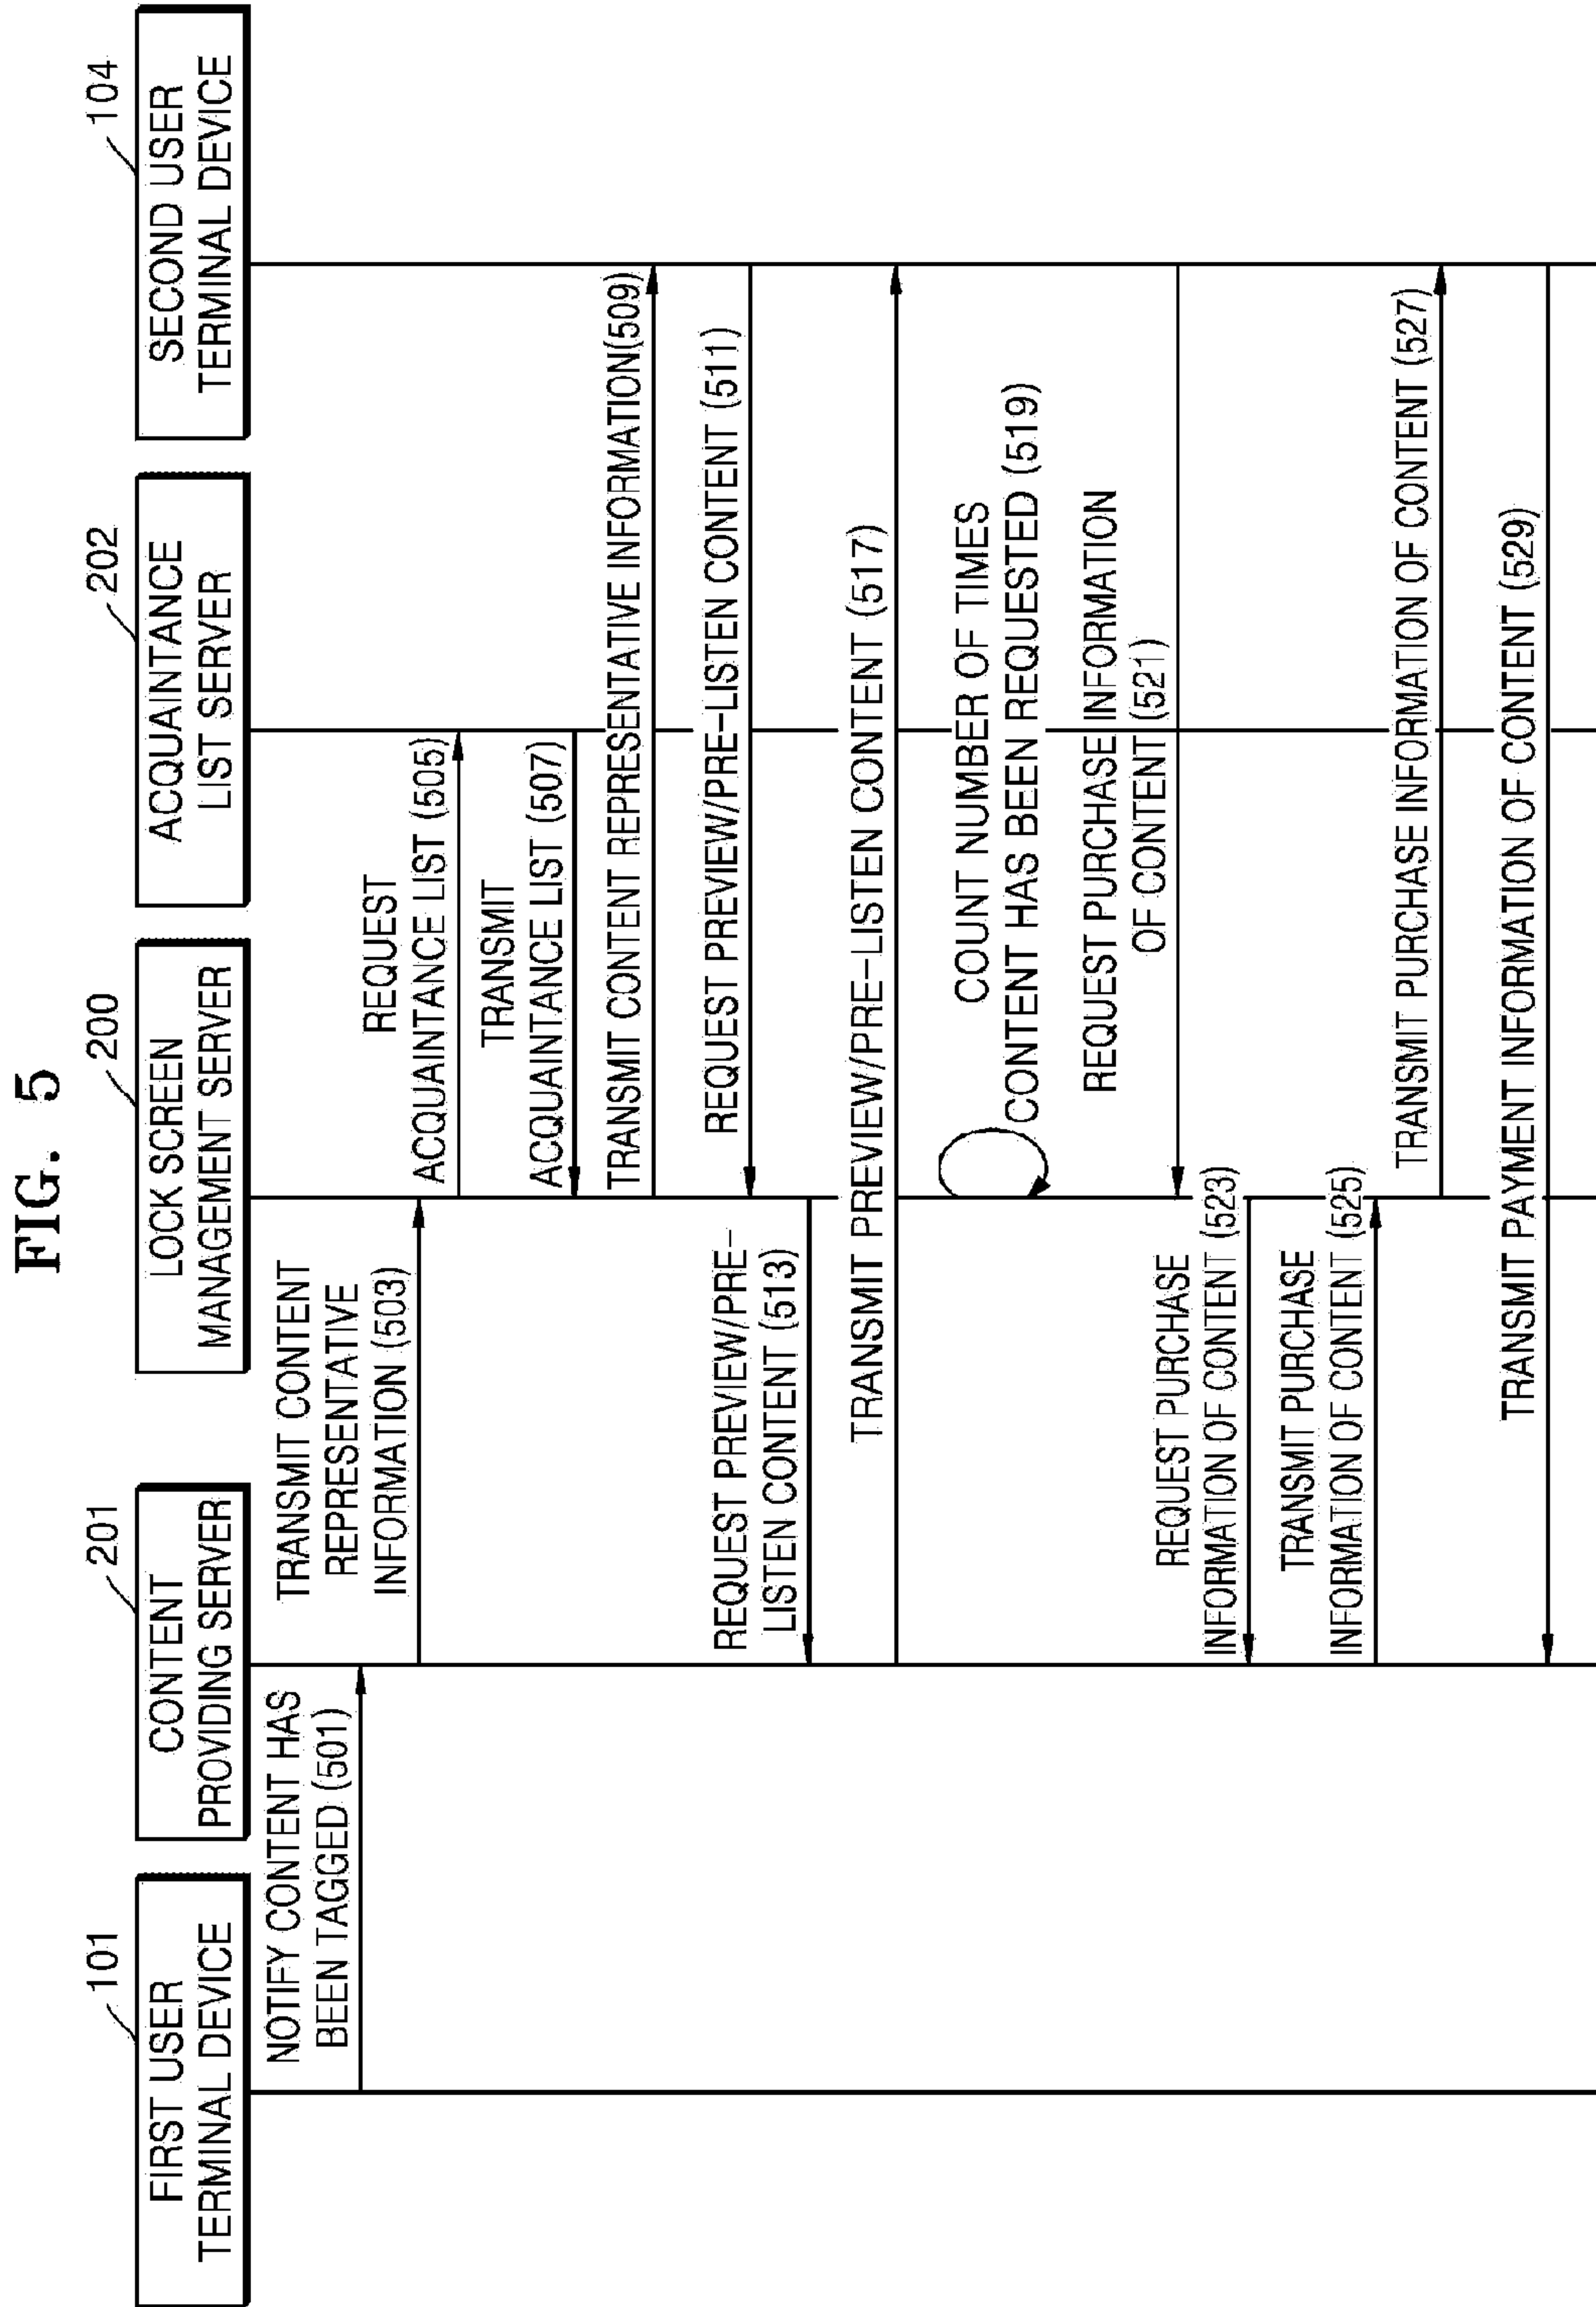 FIG. 5
101
FIRST USER
TERMINAL DEVICE
201
CONTENT
PROVIDING SERVER
200
LOCK SCREEN
MANAGEMENT SERVER
202
ACQUAINTANCE
LIST SERVER
104
SECOND USER
TERMINAL DEVICE
NOTIFY CONTENT HAS
BEEN TAGGED (501)
TRANSMIT CONTENT
REPRESENTATIVE
INFORMATION (503)
REQUEST
ACQUAINTANCE LIST (505)
TRANSMIT
ACQUAINTANCE LIST (507)
TRANSMIT CONTENT REPRESENTATIVE INFORMATION(509)
REQUEST PREVIEW/PRE-LISTEN CONTENT (511)
REQUEST PREVIEW/PRE-
LISTEN CONTENT (513)
TRANSMIT PREVIEW/PRE-LISTEN CONTENT (517)
COUNT NUMBER OF TIMES
CONTENT HAS BEEN REQUESTED (519)
REQUEST PURCHASE INFORMATION
OF CONTENT (521)
REQUEST PURCHASE
INFORMATION OF CONTENT (523)
TRANSMIT PURCHASE
INFORMATION OF CONTENT (525)
TRANSMIT PURCHASE INFORMATION OF CONTENT (527)
TRANSMIT PAYMENT INFORMATION OF CONTENT (529)